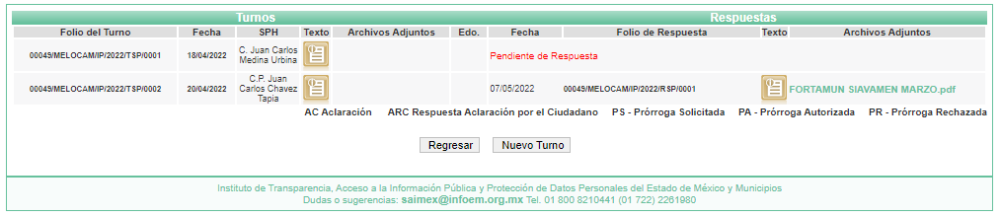 Turnos Respuestas
Folio del Turno Fecha SPH Texto Archivos Adjuntos Edo. Fecha Folio de Respuesta Texto Archivos Adjuntos
00049/MELOCAM/IP/2022/TSP/0001 18/04/2022 C. Juan Carlos Medina Urbina Pendiente de Respuesta
00049/MELOCAM/IP/2022/TSP/0002 20/04/2022 C.P. Juan Carlos Chavez Tapia 07/05/2022 00049/MELOCAM/IP/2022/RSP/0001 FORTAMUN SIAVAMEN MARZO.pdf
AC Aclaración ARC Respuesta Aclaración por el Ciudadano PS - Prórroga Solicitada PA - Prórroga Autorizada PR - Prórroga Rechazada
Regresar Nuevo Turno
Instituto de Transparencia, Acceso a la Información Pública y Protección de Datos Personales del Estado de México y Municipios
Dudas o sugerencias: saimex@infoem.org.mx Tel. 01 800 8210441 (01 722) 2261980